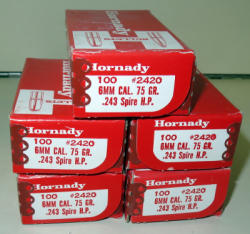 Hornady
BULLETS
Hornady
100 #2420
6MM CAL. 75 GR.
.243 Spire H.P.
Hornady
100 #2420
6MM CAL. 75 GR.
.243 Spire H.P.
Hornady
100 #2420
6MM CAL. 75 GR.
.243 Spire H.P.
Hornady
100 #2420
6MM CAL. 75 GR.
.243 Spire H.P.
Hornady
100 #2420
6MM CAL. 75 GR.
.243 Spire H.P.